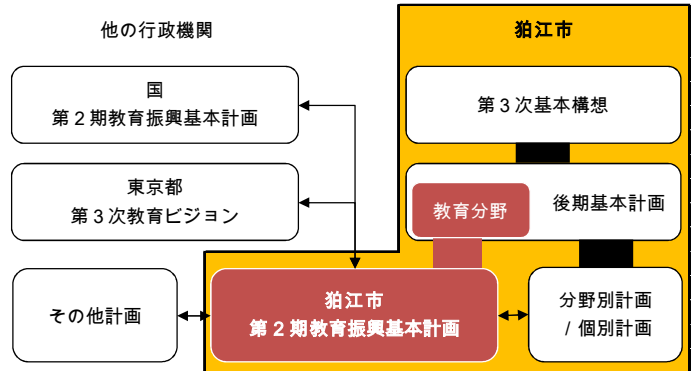 他の行政機関
狛江市
国
第２期教育振興基本計画
第３次基本構想
東京都
第３次教育ビジョン
教育分野
後期基本計画
その他計画
狛江市
第２期教育振興基本計画
分野別計画
/ 個別計画